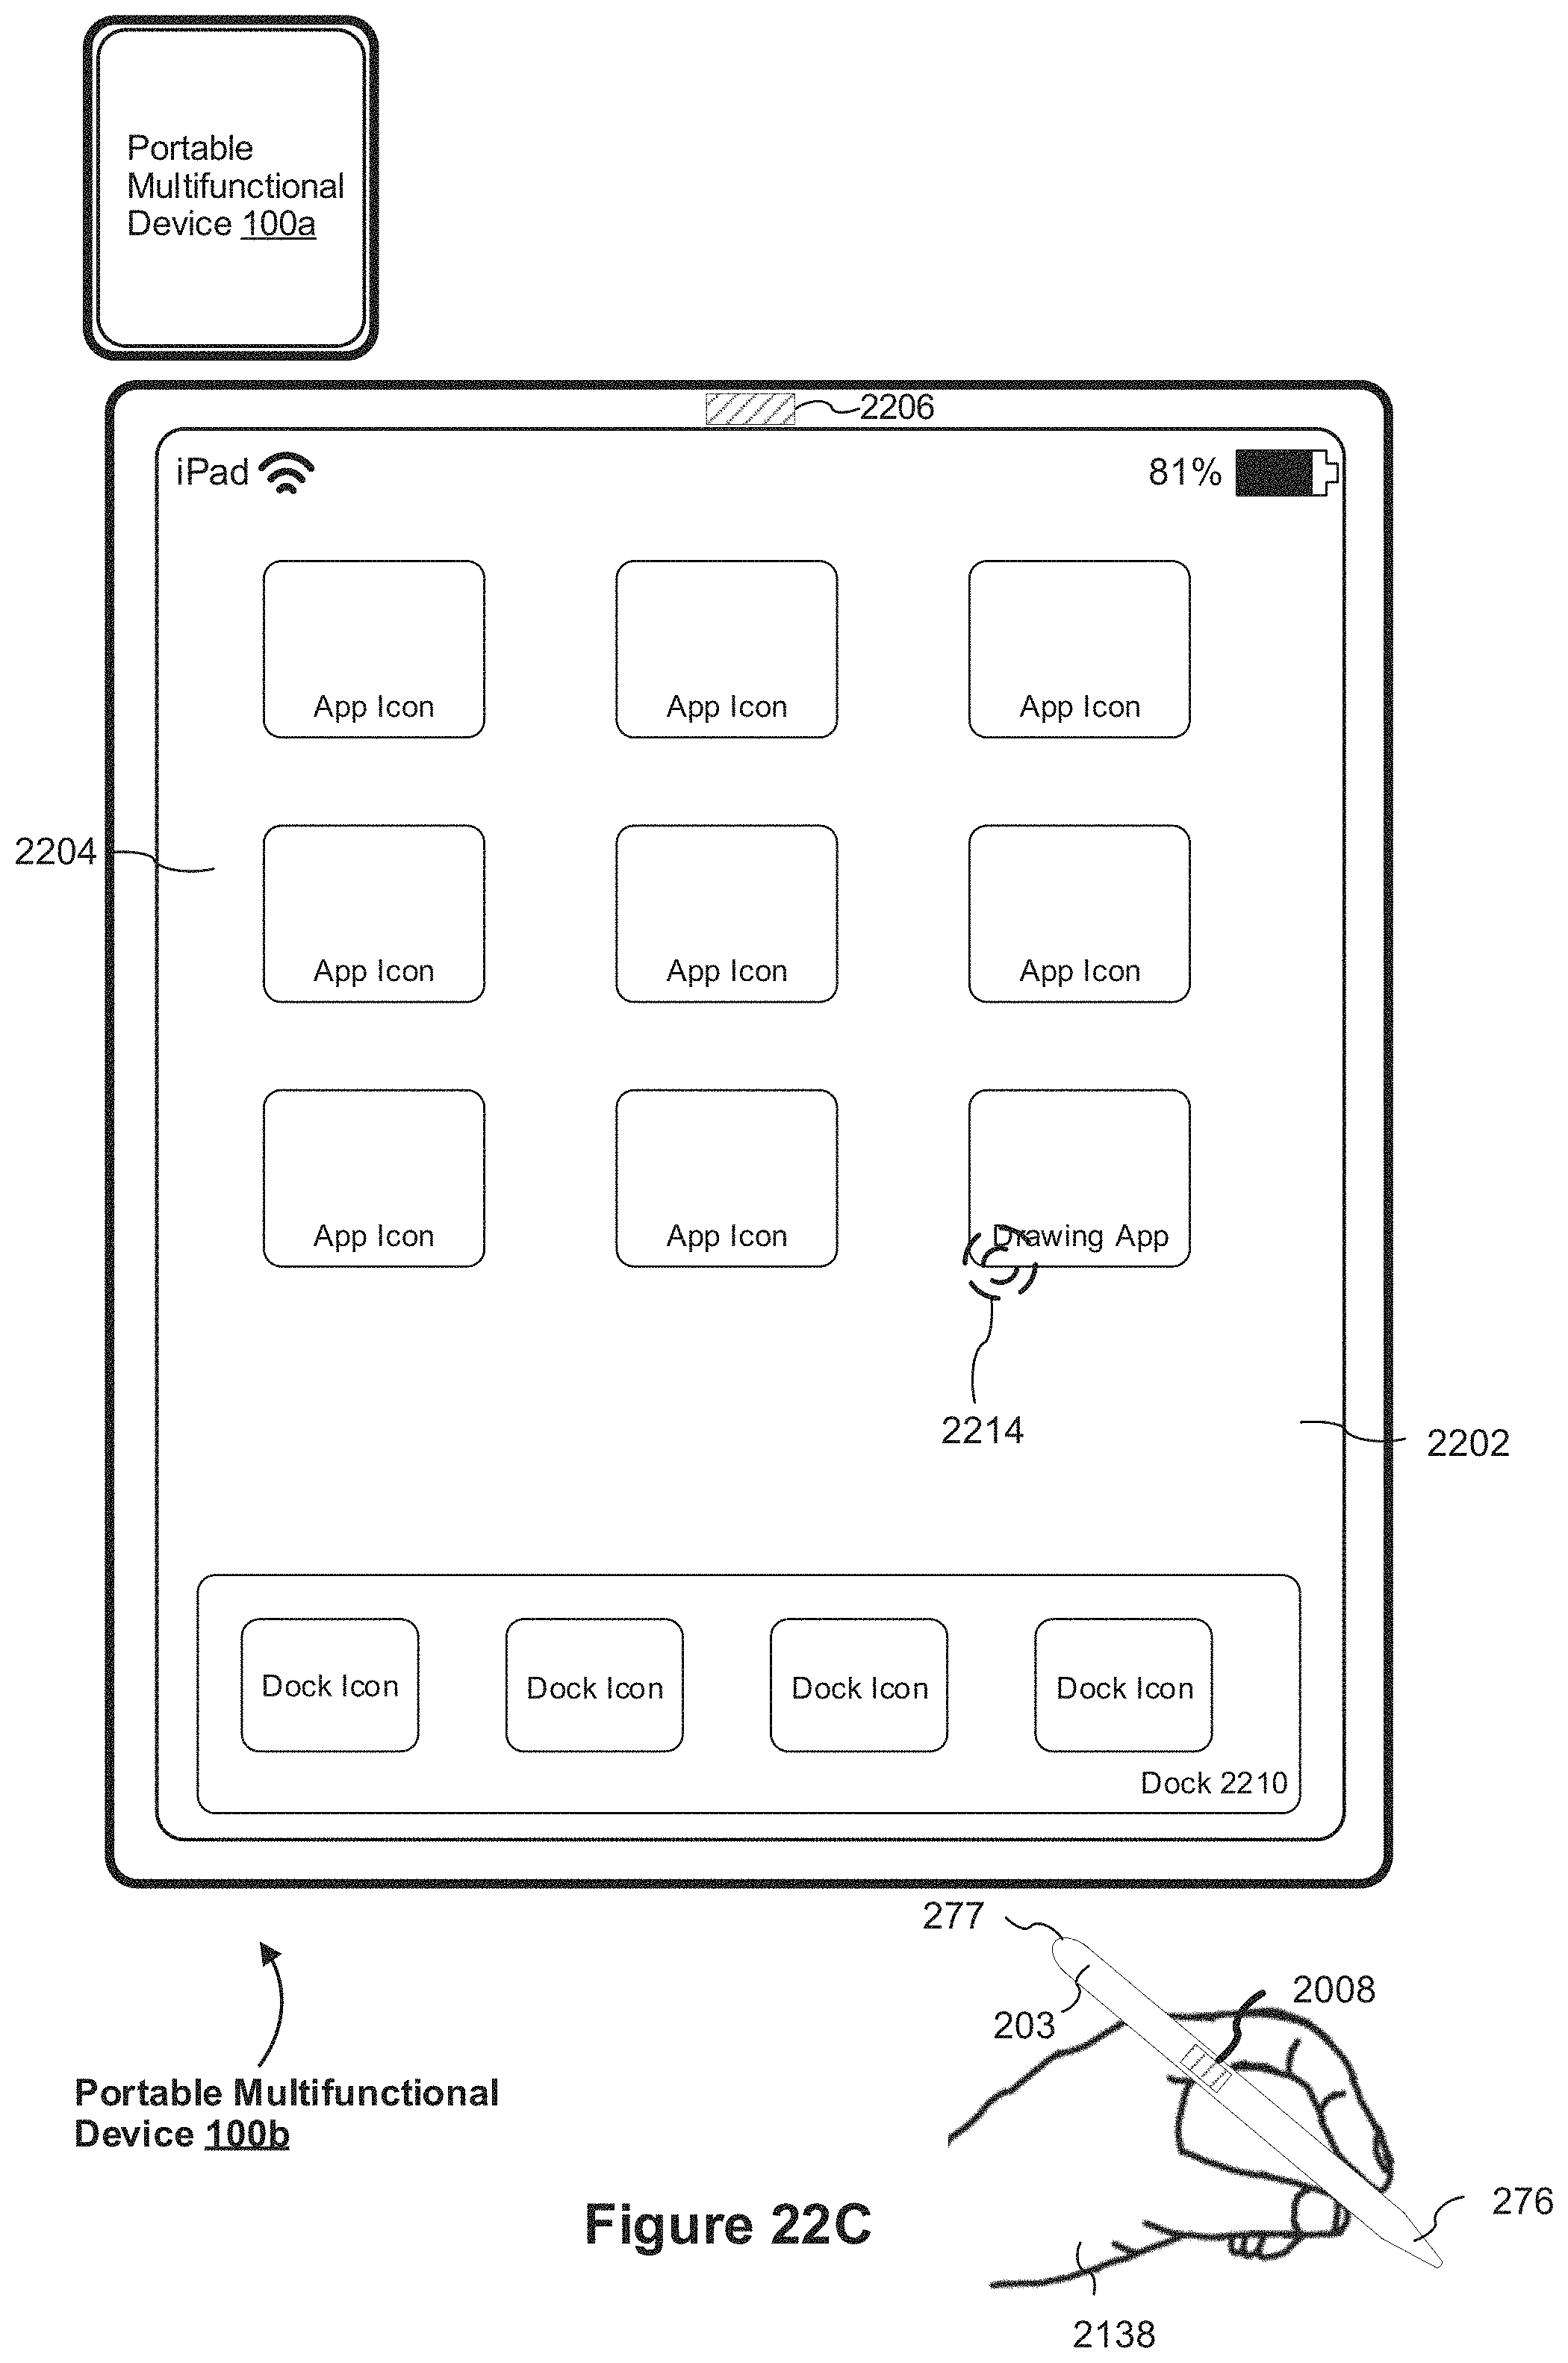 Portable
Multifunctional
Device 100a
2206
iPad 81%
App Icon App Icon App Icon
2204
App Icon App Icon App Icon
App Icon App Icon Drawing App
2214
2202
Dock Icon Dock Icon Dock Icon Dock Icon
Dock 2210
277
2008
203
Portable Multifunctional
Device 100b
276
Figure 22C
2138